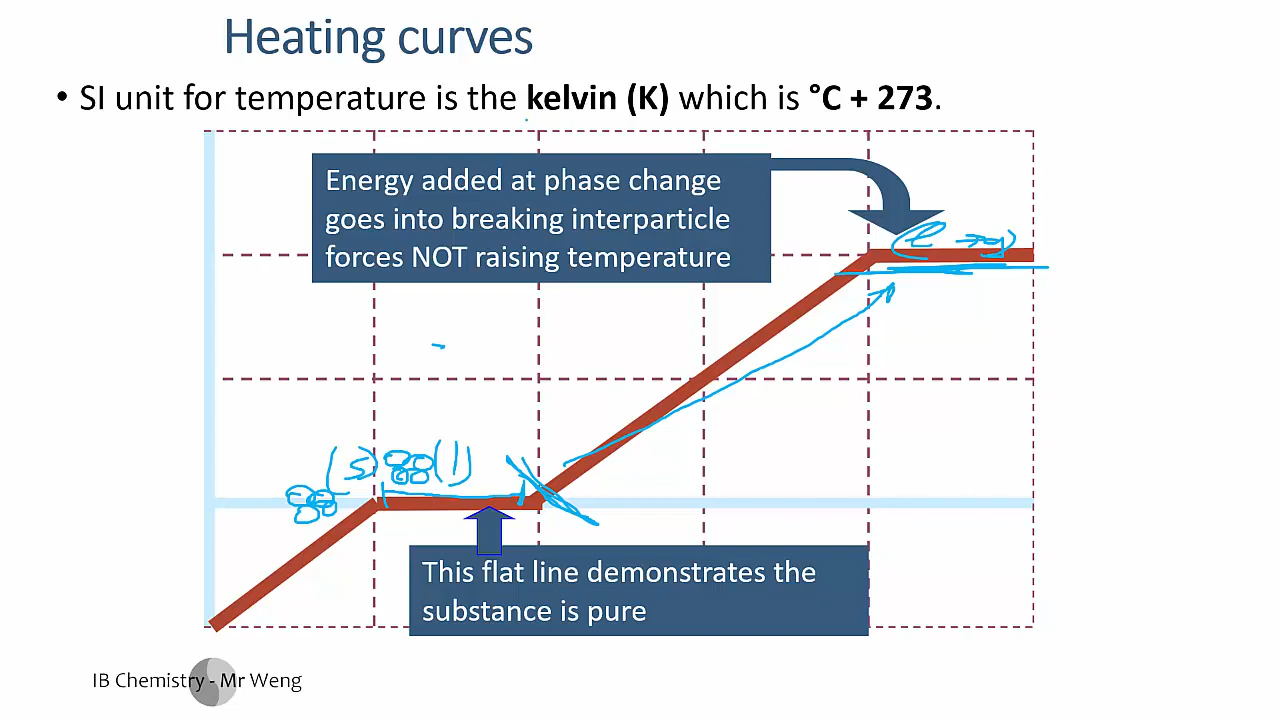 Heating curves
• SI unit for temperature is the kelvin (K) which is °C + 273.
Energy added at phase change
goes into breaking interparticle
forces NOT raising temperature
(l → g)
(s)
(l)
This flat line demonstrates the
substance is pure
IB Chemistry - Mr Weng